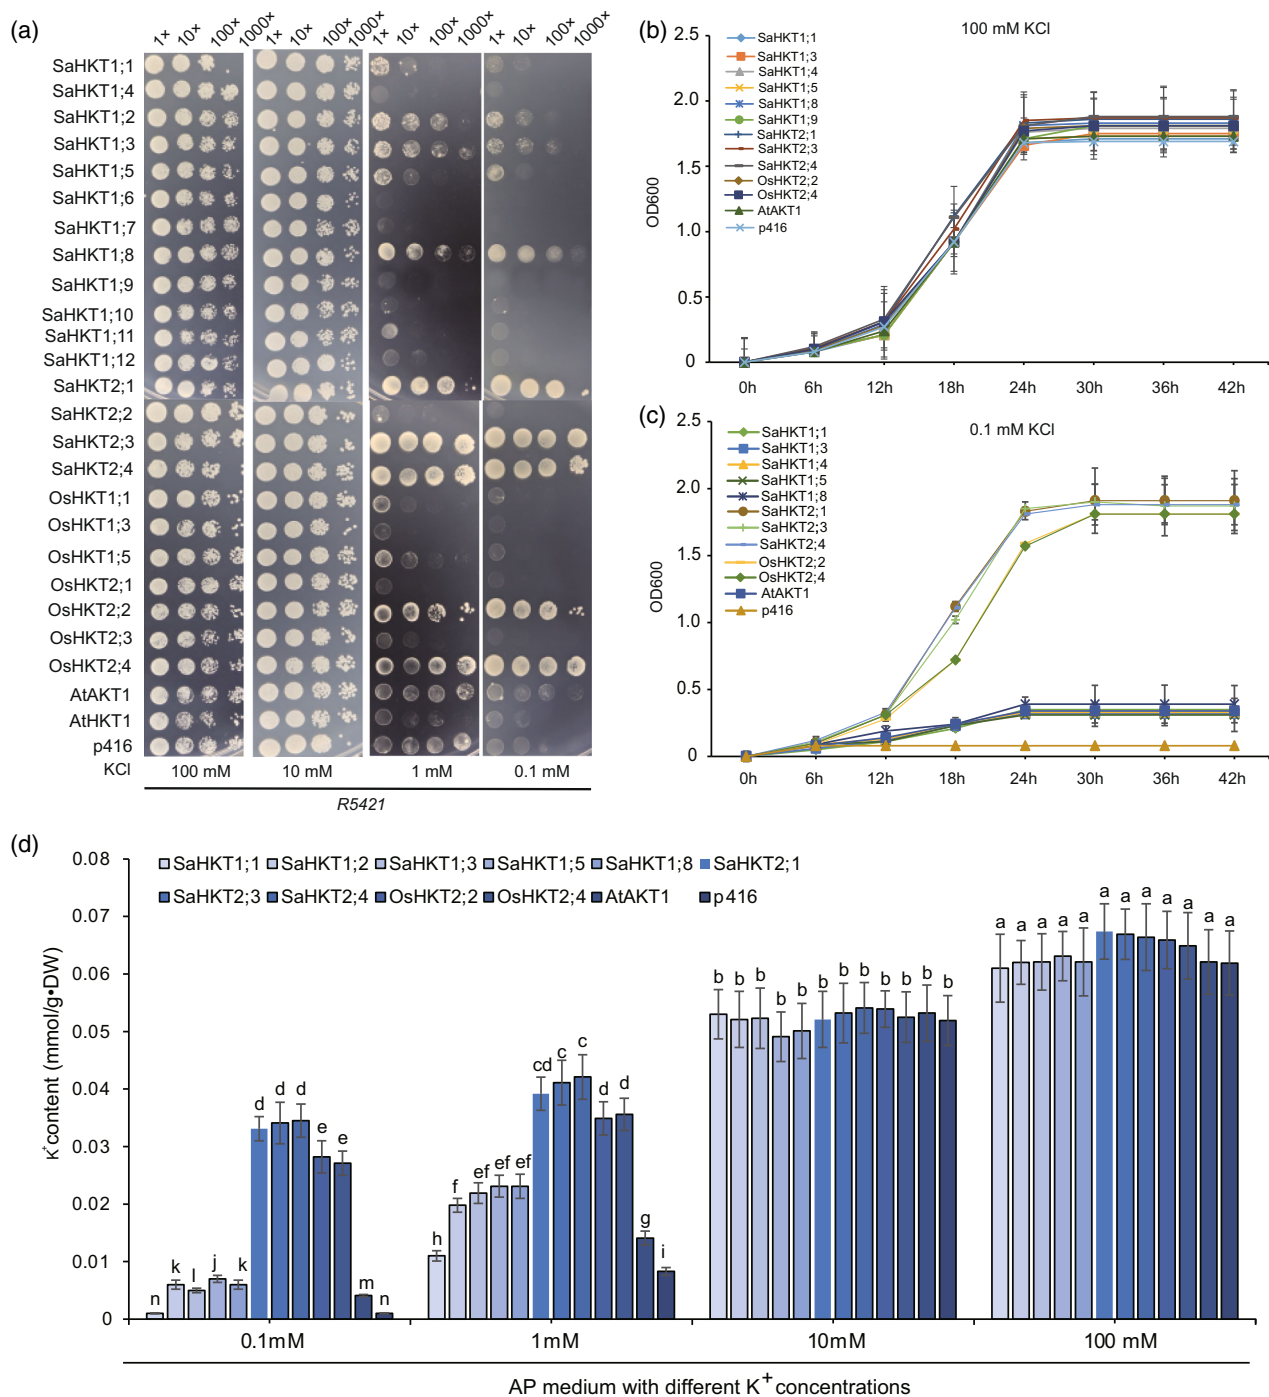 (a)
1× 10× 100× 1000× 1× 10× 100× 1000× 1× 10× 100× 1000× 1× 10× 100× 1000×
SaHKT1;1
SaHKT1;4
SaHKT1;2
SaHKT1;3
SaHKT1;5
SaHKT1;6
SaHKT1;7
SaHKT1;8
SaHKT1;9
SaHKT1;10
SaHKT1;11
SaHKT1;12
SaHKT2;1
SaHKT2;2
SaHKT2;3
SaHKT2;4
OsHKT1;1
OsHKT1;3
OsHKT1;5
OsHKT2;1
OsHKT2;2
OsHKT2;3
OsHKT2;4
AtAKT1
AtHKT1
p416
KCl 100 mM 10 mM 1 mM 0.1 mM
R5421
(b)
100 mM KCl
2.5
2.0
1.5
1.0
0.5
0
OD600
SaHKT1;1
SaHKT1;3
SaHKT1;4
SaHKT1;5
SaHKT1;8
SaHKT1;9
SaHKT2;1
SaHKT2;3
SaHKT2;4
OsHKT2;2
OsHKT2;4
AtAKT1
p416
0h 6h 12h 18h 24h 30h 36h 42h
(c)
0.1 mM KCl
2.5
2.0
1.5
1.0
0.5
0
OD600
SaHKT1;1
SaHKT1;3
SaHKT1;4
SaHKT1;5
SaHKT1;8
SaHKT2;1
SaHKT2;3
SaHKT2;4
OsHKT2;2
OsHKT2;4
AtAKT1
p416
0h 6h 12h 18h 24h 30h 36h 42h
(d)
0.08
0.07
0.06
0.05
0.04
0.03
0.02
0.01
0
K⁺content (mmol/g•DW)
SaHKT1;1 SaHKT1;2 SaHKT1;3 SaHKT1;5 SaHKT1;8 SaHKT2;1
SaHKT2;3 SaHKT2;4 OsHKT2;2 OsHKT2;4 AtAKT1 p416
n k l j k d d d e e m n
h f ef ef ef cd c c d d g i
b b b b b b b b b b b b
a a a a a a a a a a a a
0.1mM 1mM 10mM 100 mM
AP medium with different K⁺ concentrations